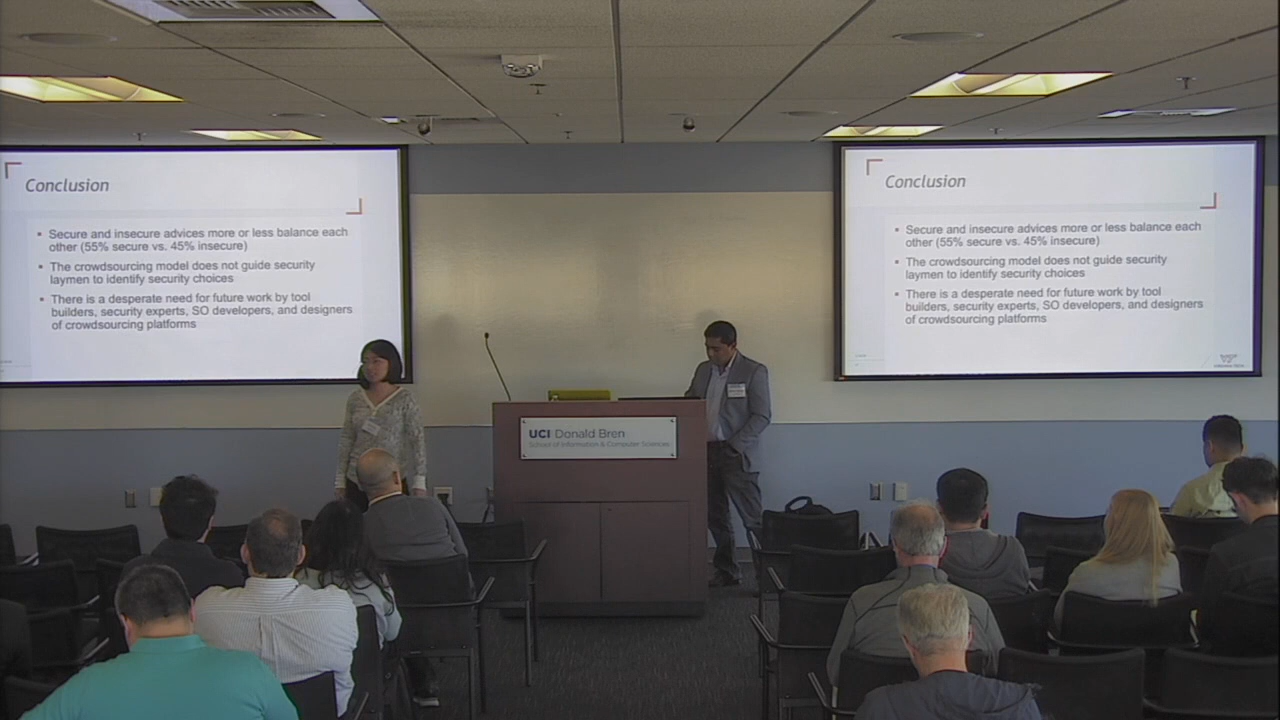 Conclusion
▪ Secure and insecure advices more or less balance each
other (55% secure vs. 45% insecure)
▪ The crowdsourcing model does not guide security
laymen to identify security choices
▪ There is a desperate need for future work by tool
builders, security experts, SO developers, and designers
of crowdsourcing platforms
Conclusion
▪ Secure and insecure advices more or less balance each
other (55% secure vs. 45% insecure)
▪ The crowdsourcing model does not guide security
laymen to identify security choices
▪ There is a desperate need for future work by tool
builders, security experts, SO developers, and designers
of crowdsourcing platforms
UCI Donald Bren
School of Information & Computer Sciences